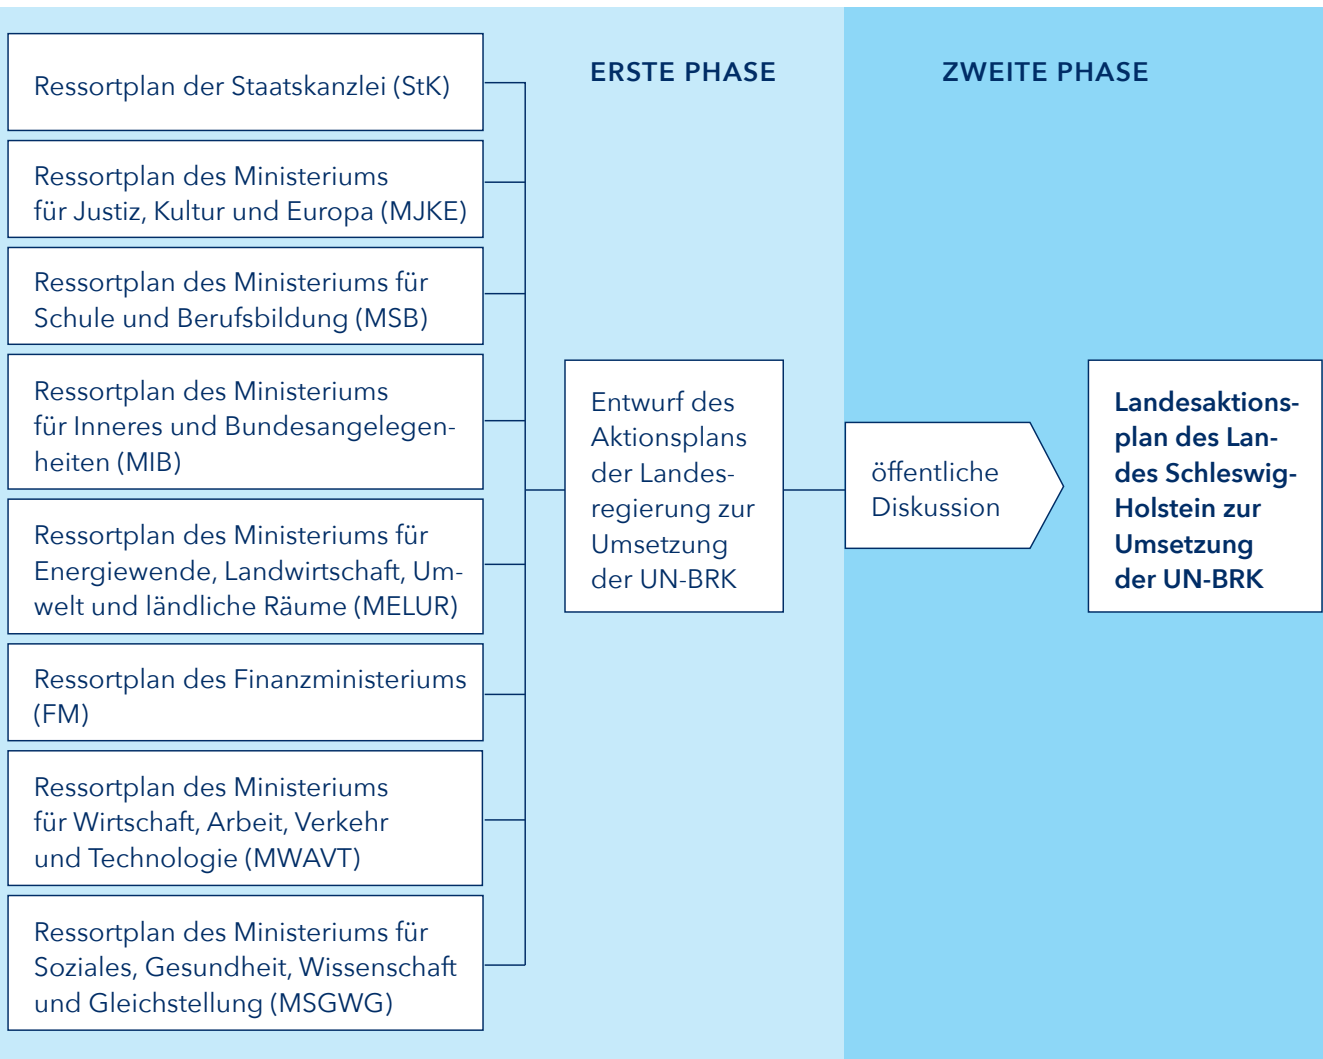 Ressortplan der Staatskanzlei (StK)
Ressortplan des Ministeriums
für Justiz, Kultur und Europa (MJKE)
Ressortplan des Ministeriums für
Schule und Berufsbildung (MSB)
Ressortplan des Ministeriums
für Inneres und Bundesangelegen-
heiten (MIB)
Ressortplan des Ministeriums für
Energiewende, Landwirtschaft, Um-
welt und ländliche Räume (MELUR)
Ressortplan des Finanzministeriums
(FM)
Ressortplan des Ministeriums
für Wirtschaft, Arbeit, Verkehr
und Technologie (MWAVT)
Ressortplan des Ministeriums für
Soziales, Gesundheit, Wissenschaft
und Gleichstellung (MSGWG)
ERSTE PHASE
Entwurf des
Aktionsplans
der Landes-
regierung zur
Umsetzung
der UN-BRK
ZWEITE PHASE
öffentliche
Diskussion
Landesaktions-
plan des Lan-
des Schleswig-
Holstein zur
Umsetzung
der UN-BRK